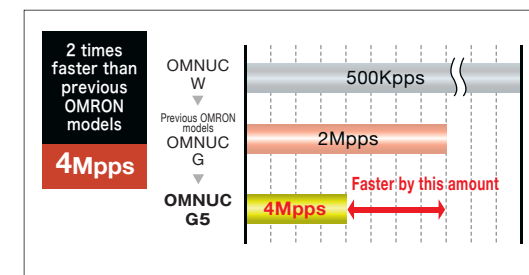 2 times
faster than
previous
OMRON
models
4Mpps
OMNUC
W
500Kpps
Previous OMRON
models
OMNUC
G
2Mpps
OMNUC
G5
4Mpps
Faster by this amount